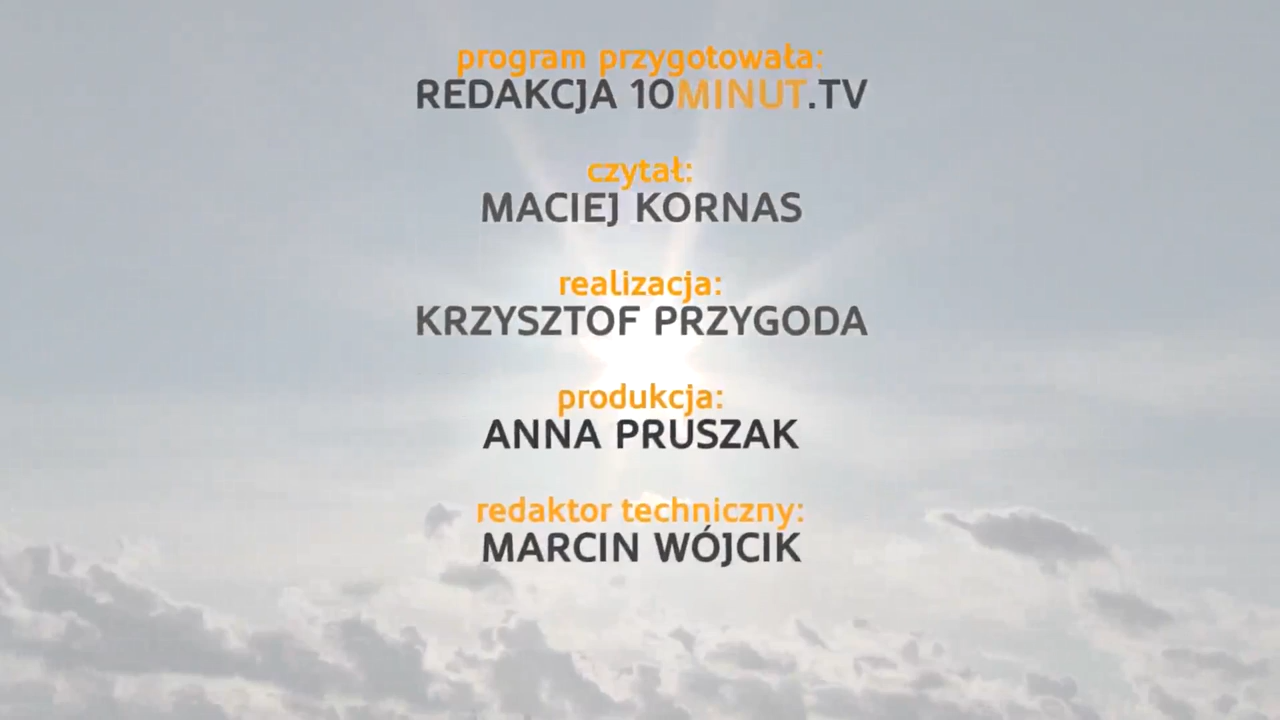 program przygotowała:
REDAKCJA 10MINUT.TV
czytał:
MACIEJ KORNAS
realizacja:
KRZYSZTOF PRZYGODA
produkcja:
ANNA PRUSZAK
redaktor techniczny:
MARCIN WÓJCIK